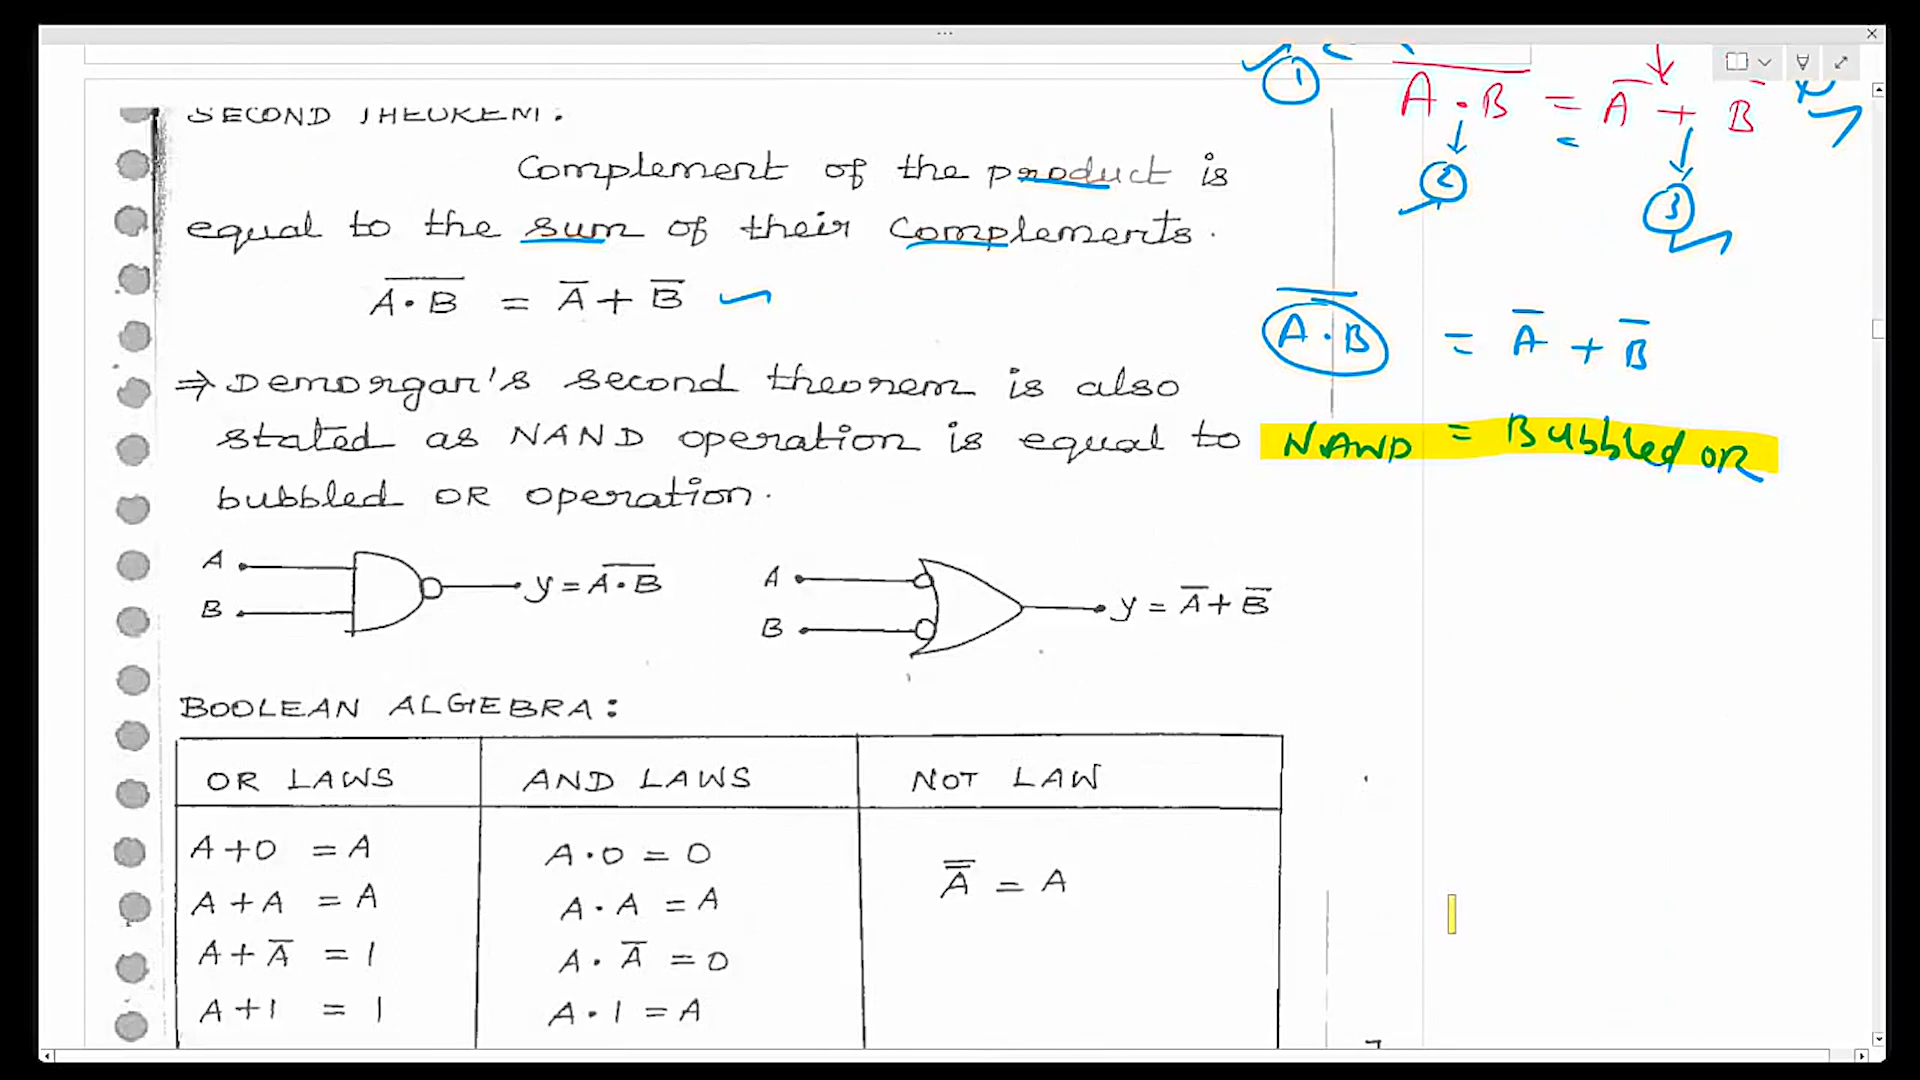 SECOND THEOREM:
Complement of the product is
equal to the sum of their complements.
A̅·̅B̅ = A̅ + B̅
⇒ Demorgan's second theorem is also
stated as NAND operation is equal to
bubbled OR operation.
A
B
y = A̅·̅B̅
A
B
y = A̅ + B̅
BOOLEAN ALGEBRA:
OR LAWS AND LAWS NOT LAW
A+0 = A A·0 = 0 A̿ = A
A+A = A A·A = A
A+A̅ = 1 A·A̅ = 0
A+1 = 1 A·1 = A
1
A̅·̅B̅ = A̅ + B̅
2
3
A̅·̅B̅ = A̅ + B̅
NAND = Bubbled OR